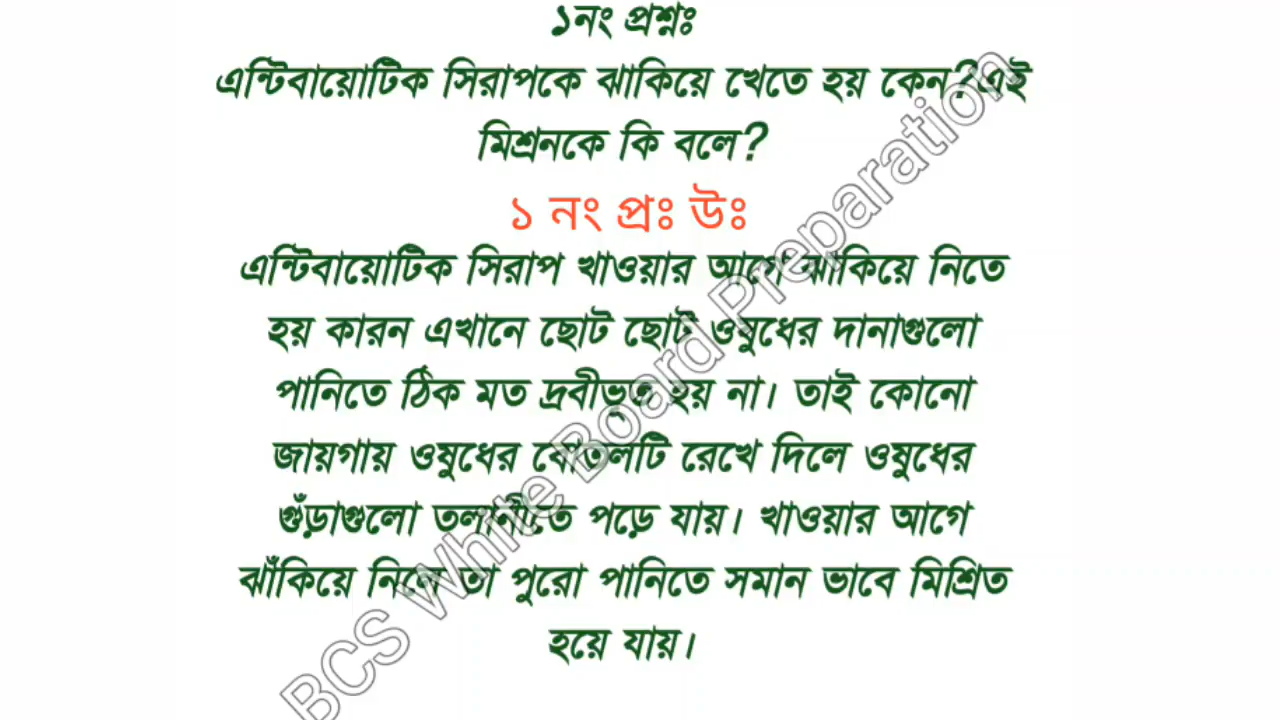 ১নং প্রশ্নঃ
এন্টিবায়োটিক সিরাপকে ঝাকিয়ে খেতে হয় কেন?এই
মিশ্রনকে কি বলে?
১ নং প্রঃ উঃ
এন্টিবায়োটিক সিরাপ খাওয়ার আগে ঝাকিয়ে নিতে
হয় কারন এখানে ছোট ছোট ওষুধের দানাগুলো
পানিতে ঠিক মত দ্রবীভূত হয় না। তাই কোনো
জায়গায় ওষুধের বোতলটি রেখে দিলে ওষুধের
গুঁড়াগুলো তলানীতে পড়ে যায়। খাওয়ার আগে
ঝাঁকিয়ে নিলে তা পুরো পানিতে সমান ভাবে মিশ্রিত
হয়ে যায়।
BCS White Board Preparation